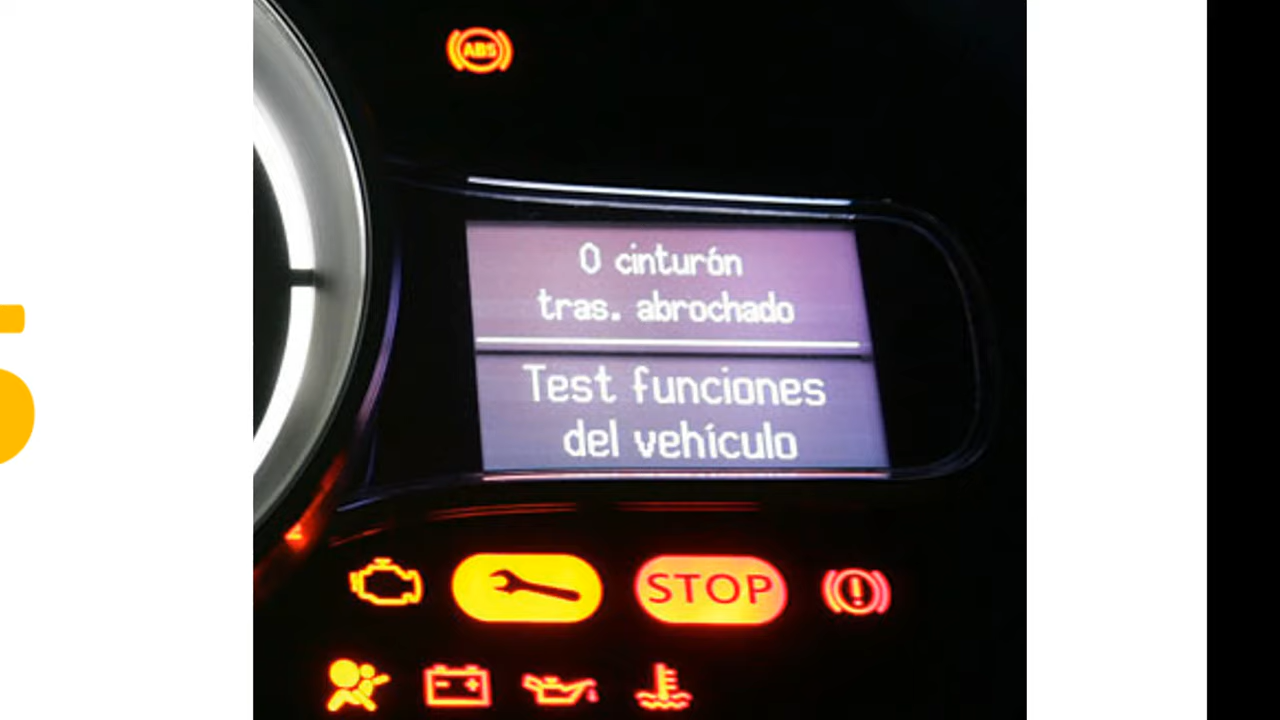 ABS
0 cinturón
tras. abrochado
Test funciones
del vehículo
STOP